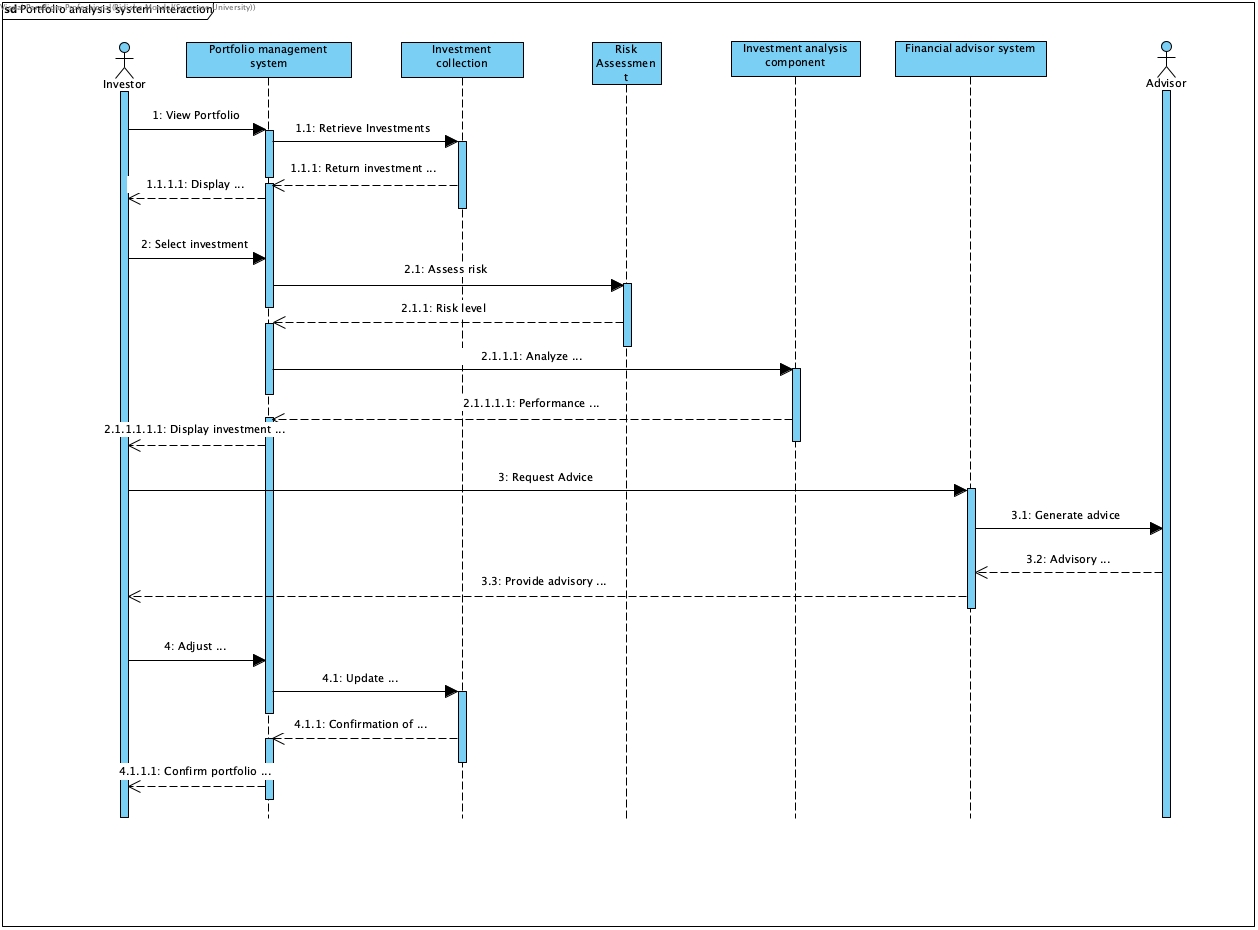 sd Portfolio analysis system interaction
University))
Investor
Portfolio management
system
Investment
collection
Risk
Assessmen
t
Investment analysis
component
Financial advisor system
Advisor
1: View Portfolio
1.1: Retrieve Investments
1.1.1: Return investment ...
1.1.1.1: Display ...
2: Select investment
2.1: Assess risk
2.1.1: Risk level
2.1.1.1: Analyze ...
2.1.1.1.1: Performance ...
2.1.1.1.1.1: Display investment ...
3: Request Advice
3.1: Generate advice
3.2: Advisory ...
3.3: Provide advisory ...
4: Adjust ...
4.1: Update ...
4.1.1: Confirmation of ...
4.1.1.1: Confirm portfolio ...